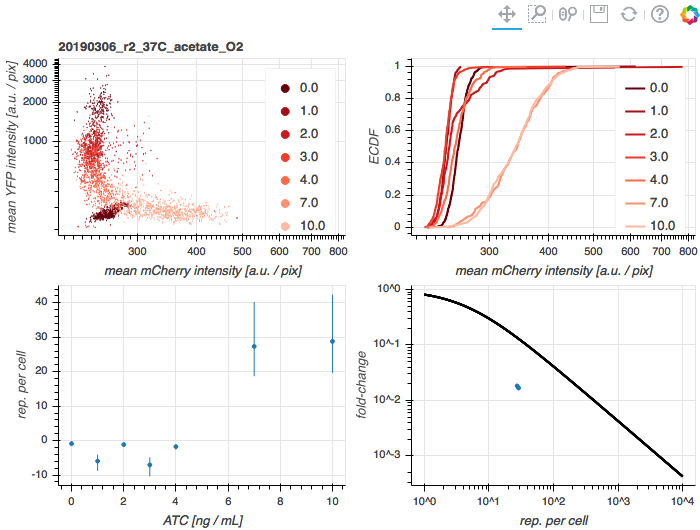 20190306_r2_37C_acetate_O2
mean YFP intensity [a.u. / pix]
4000
3000
2000
1000
300 400 500 600 700 800
mean mCherry intensity [a.u. / pix]
0.0
1.0
2.0
3.0
4.0
7.0
10.0
ECDF
1
0.8
0.6
0.4
0.2
0
300 400 500 600 700 800
mean mCherry intensity [a.u. / pix]
0.0
1.0
2.0
3.0
4.0
7.0
10.0
rep. per cell
40
30
20
10
0
-10
0 2 4 6 8 10
ATC [ng / mL]
fold-change
10^0
10^-1
10^-2
10^-3
10^0 10^1 10^2 10^3 10^4
rep. per cell